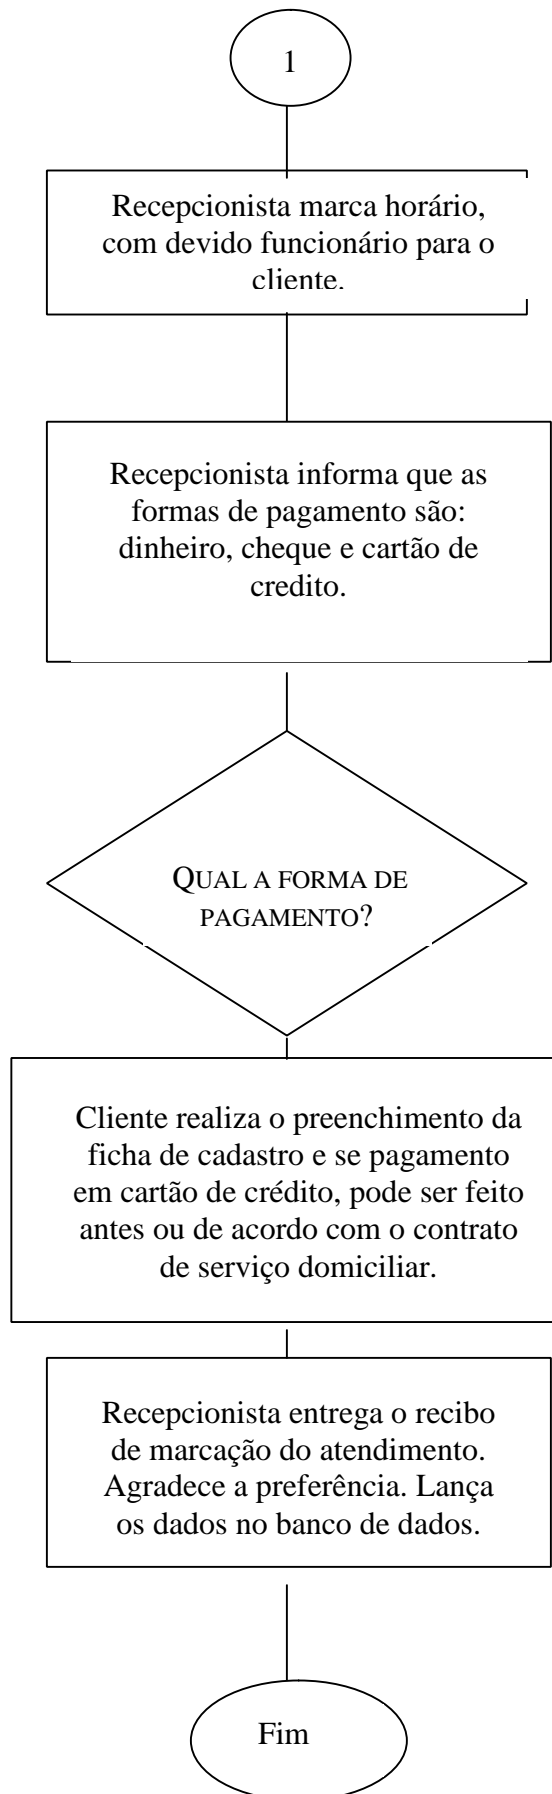 1
Recepcionista marca horário,
com devido funcionário para o
cliente.
Recepcionista informa que as
formas de pagamento são:
dinheiro, cheque e cartão de
credito.
QUAL A FORMA DE
PAGAMENTO?
Cliente realiza o preenchimento da
ficha de cadastro e se pagamento
em cartão de crédito, pode ser feito
antes ou de acordo com o contrato
de serviço domiciliar.
Recepcionista entrega o recibo
de marcação do atendimento.
Agradece a preferência. Lança
os dados no banco de dados.
Fim